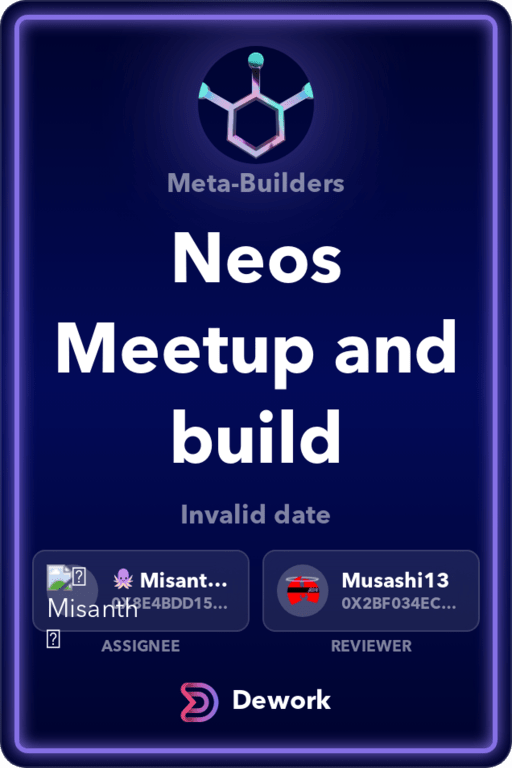 Meta-Builders
Neos
Meetup and
build
Invalid date
🐙 Misant...
0X8E4BDD15...
Misanth
ASSIGNEE
Musashi13
0X2BF034EC...
REVIEWER
Dework